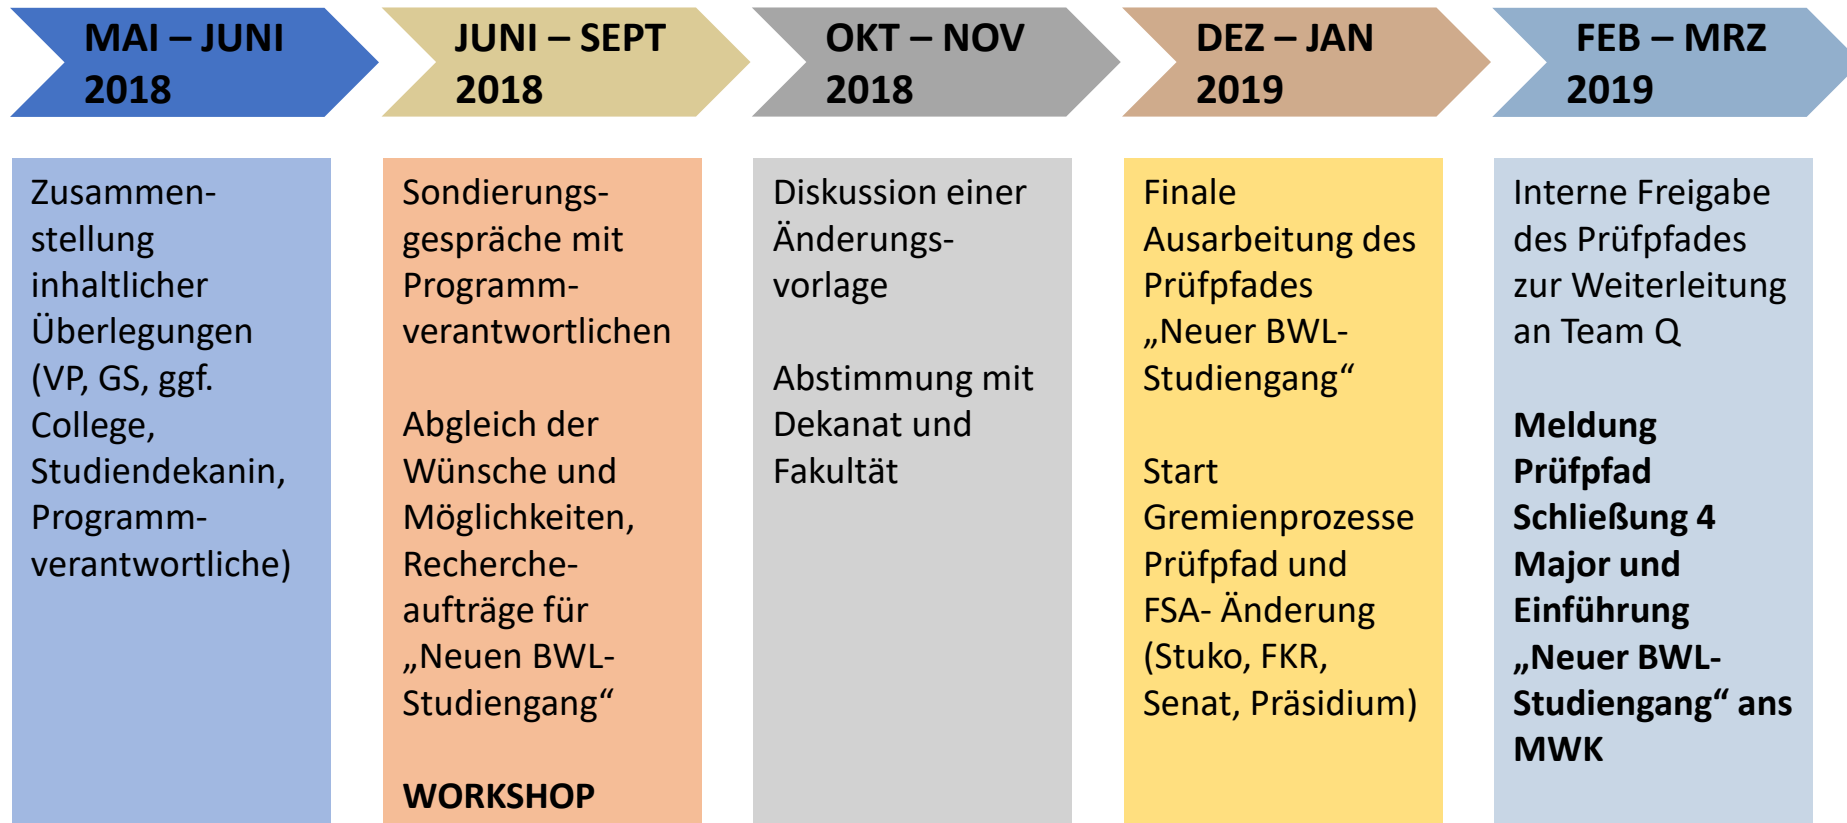 MAI – JUNI
2018
JUNI – SEPT
2018
OKT – NOV
2018
DEZ – JAN
2019
FEB – MRZ
2019
Zusammen-
stellung
inhaltlicher
Überlegungen
(VP, GS, ggf.
College,
Studiendekanin,
Programm-
verantwortliche)
Sondierungs-
gespräche mit
Programm-
verantwortlichen
Abgleich der
Wünsche und
Möglichkeiten,
Recherche-
aufträge für
„Neuen BWL-
Studiengang“
WORKSHOP
Diskussion einer
Änderungs-
vorlage
Abstimmung mit
Dekanat und
Fakultät
Finale
Ausarbeitung des
Prüfpfades
„Neuer BWL-
Studiengang“
Start
Gremienprozesse
Prüfpfad und
FSA- Änderung
(Stuko, FKR,
Senat, Präsidium)
Interne Freigabe
des Prüfpfades
zur Weiterleitung
an Team Q
Meldung
Prüfpfad
Schließung 4
Major und
Einführung
„Neuer BWL-
Studiengang“ ans
MWK